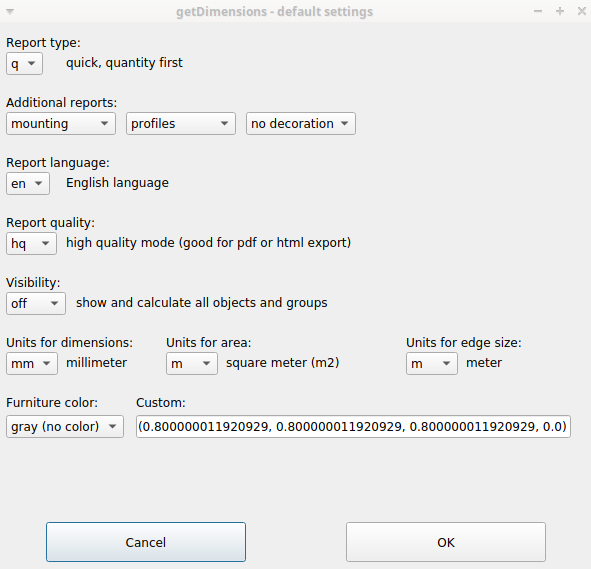 getDimensions - default settings
Report type:
q quick, quantity first
Additional reports:
mounting profiles no decoration
Report language:
en English language
Report quality:
hq high quality mode (good for pdf or html export)
Visibility:
off show and calculate all objects and groups
Units for dimensions: Units for area: Units for edge size:
mm millimeter m square meter (m2) m meter
Furniture color: Custom:
gray (no color) (0.800000011920929, 0.800000011920929, 0.800000011920929, 0.0)
Cancel OK